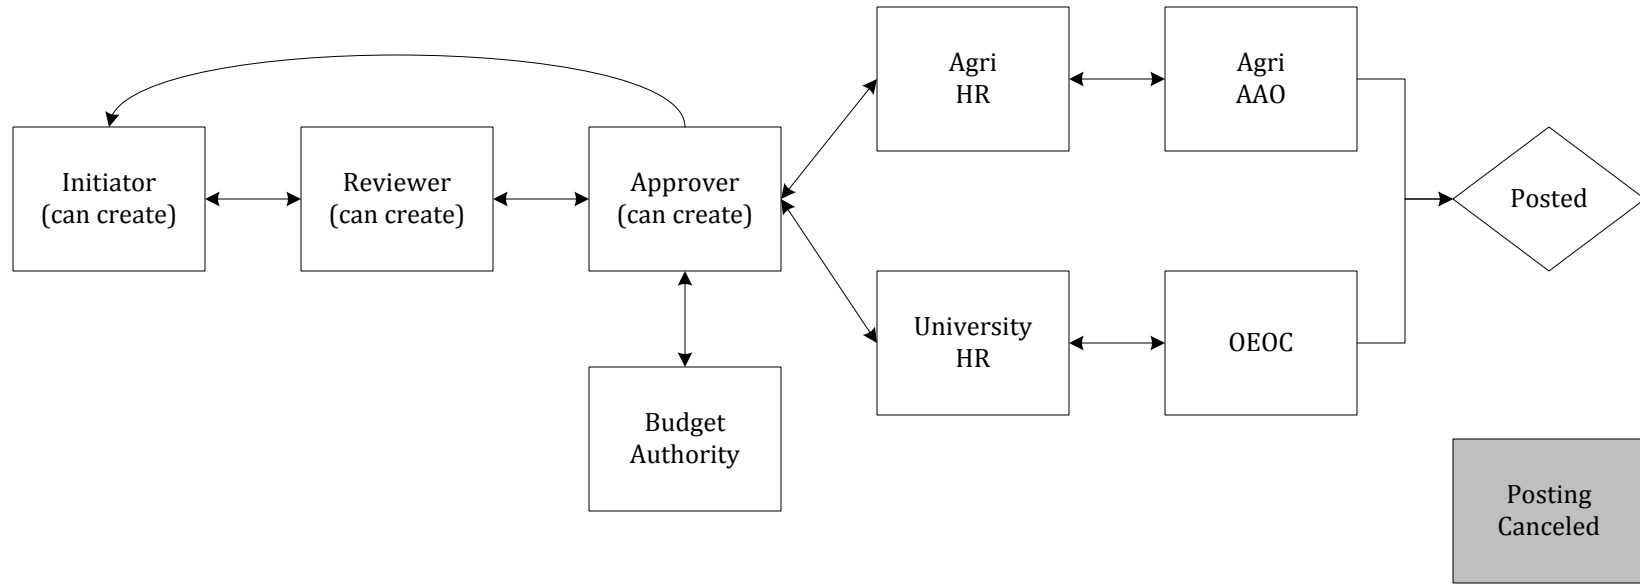 Initiator
(can create)
Reviewer
(can create)
Approver
(can create)
Budget
Authority
Agri
HR
Agri
AAO
University
HR
OEOC
Posted
Posting
Canceled